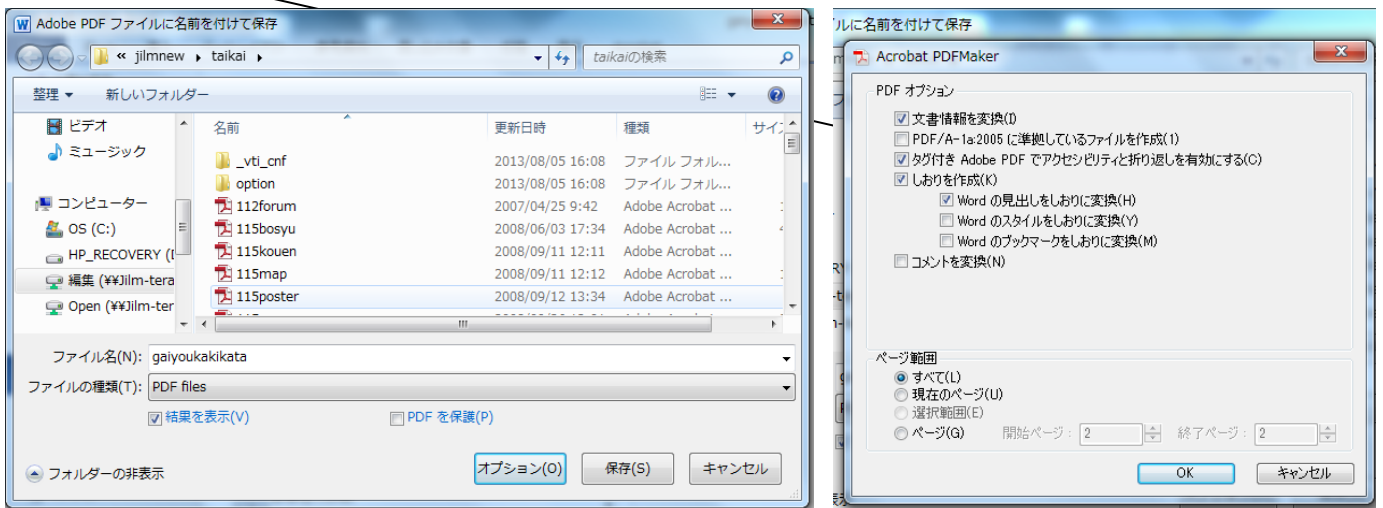 Adobe PDF ファイルに名前を付けて保存
« jilmnew taikai
taikaiの検索
整理 新しいフォルダー
ビデオ
ミュージック
コンピューター
OS (C:)
HP_RECOVERY (
編集 (¥¥Jilm-tera
Open (¥¥Jilm-ter
名前 更新日時 種類 サイ
_vti_cnf 2013/08/05 16:08 ファイル フォル...
option 2013/08/05 16:08 ファイル フォル...
112forum 2007/04/25 9:42 Adobe Acrobat ...
115bosyu 2008/06/03 17:34 Adobe Acrobat ...
115kouen 2008/09/11 12:11 Adobe Acrobat ...
115map 2008/09/11 12:12 Adobe Acrobat ...
115poster 2008/09/12 13:34 Adobe Acrobat ...
ファイル名(N): gaiyoukakikata
ファイルの種類(T): PDF files
結果を表示(V) PDF を保護(P)
フォルダーの非表示 オプション(O) 保存(S) キャンセル
ルに名前を付けて保存
Acrobat PDFMaker
PDF オプション
文書情報を変換(I)
PDF/A-1a:2005 に準拠しているファイルを作成(1)
タグ付き Adobe PDF でアクセシビリティと折り返しを有効にする(C)
しおりを作成(K)
Word の見出しをしおりに変換(H)
Word のスタイルをしおりに変換(Y)
Word のブックマークをしおりに変換(M)
コメントを変換(N)
ページ範囲
すべて(L)
現在のページ(U)
選択範囲(E)
ページ(G) 開始ページ : 2 終了ページ : 2
OK キャンセル